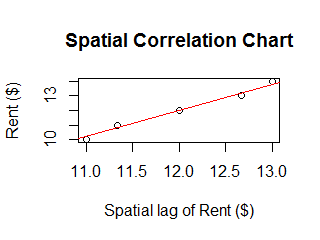 Spatial Correlation Chart
Rent ($)
13
10
11.0 11.5 12.0 12.5 13.0
Spatial lag of Rent ($)